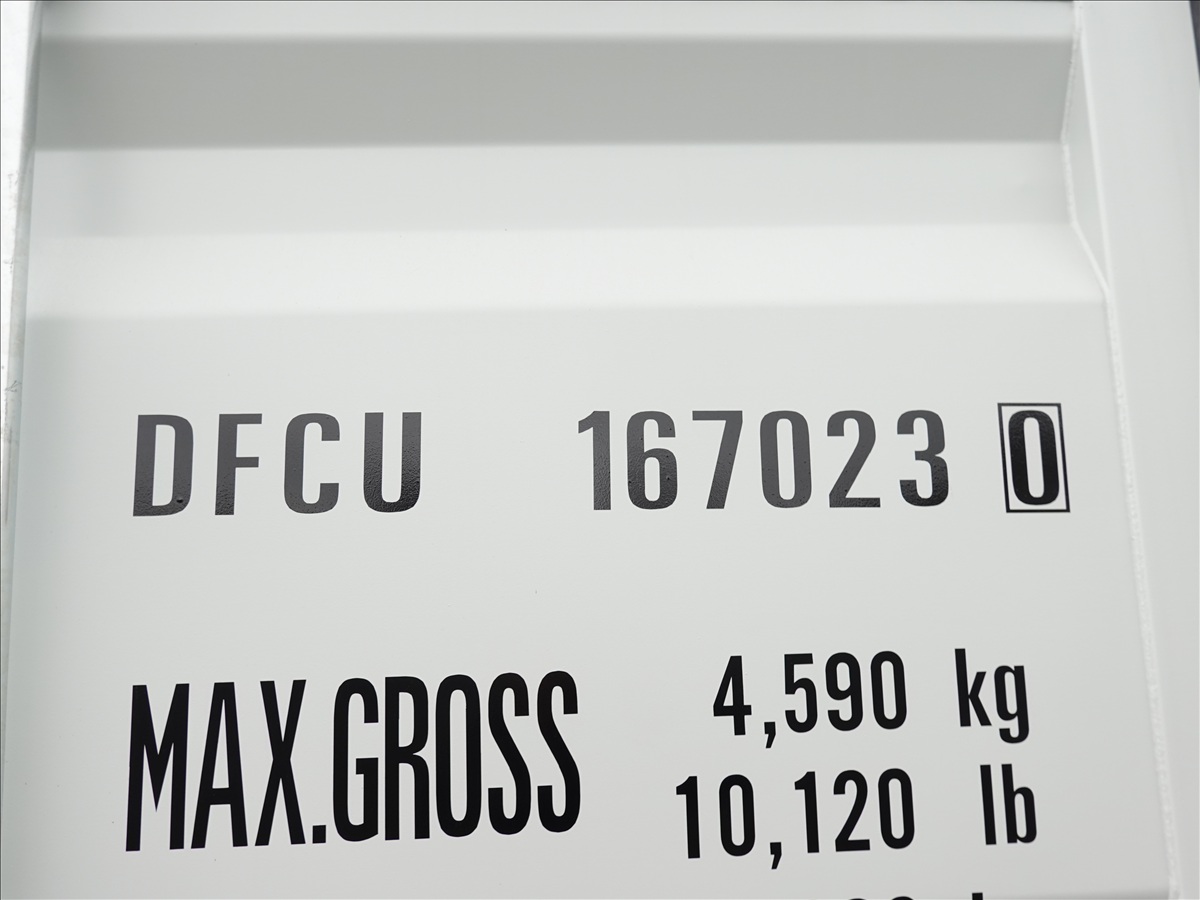 DFCU 167023 0
MAX.GROSS 4,590 kg
10,120 lb